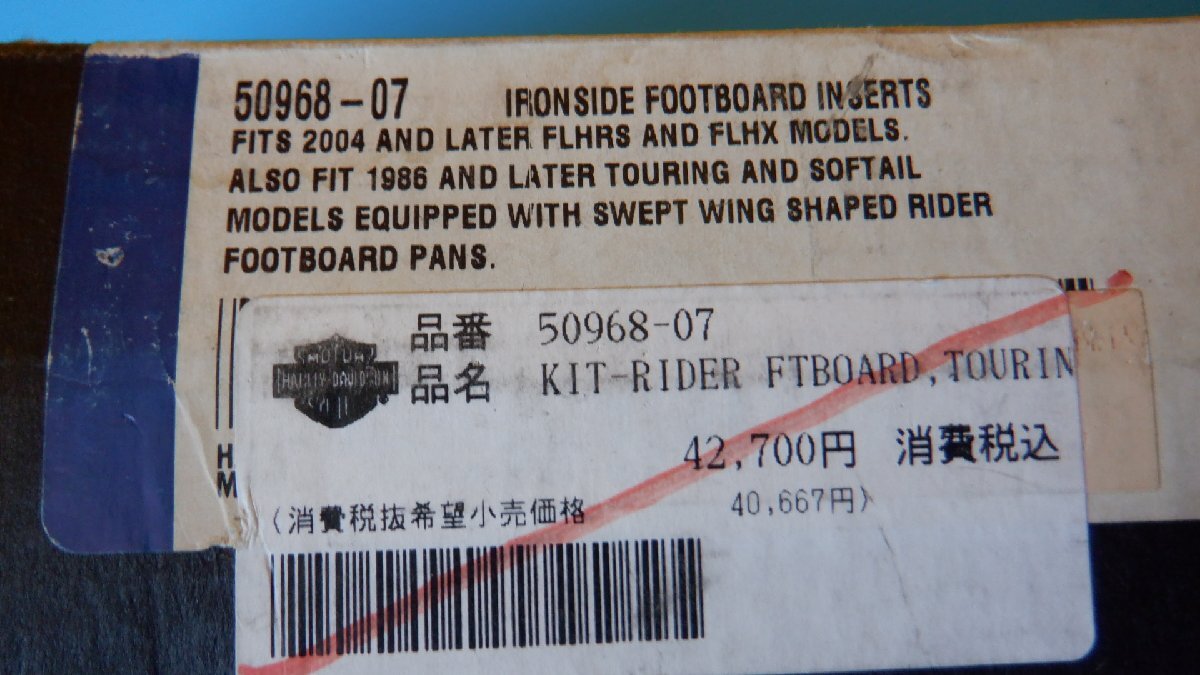 50968-07 IRONSIDE FOOTBOARD INSERTS
FITS 2004 AND LATER FLHRS AND FLHX MODELS.
ALSO FIT 1986 AND LATER TOURING AND SOFTAIL
MODELS EQUIPPED WITH SWEPT WING SHAPED RIDER
FOOTBOARD PANS.
品番 50968-07
MOTOR
HARLEY-DAVIDSON
品名 KIT-RIDER FTBOARD,TOURIN
42,700円 消費税込
(消費税抜希望小売価格 40,667円)
H
M